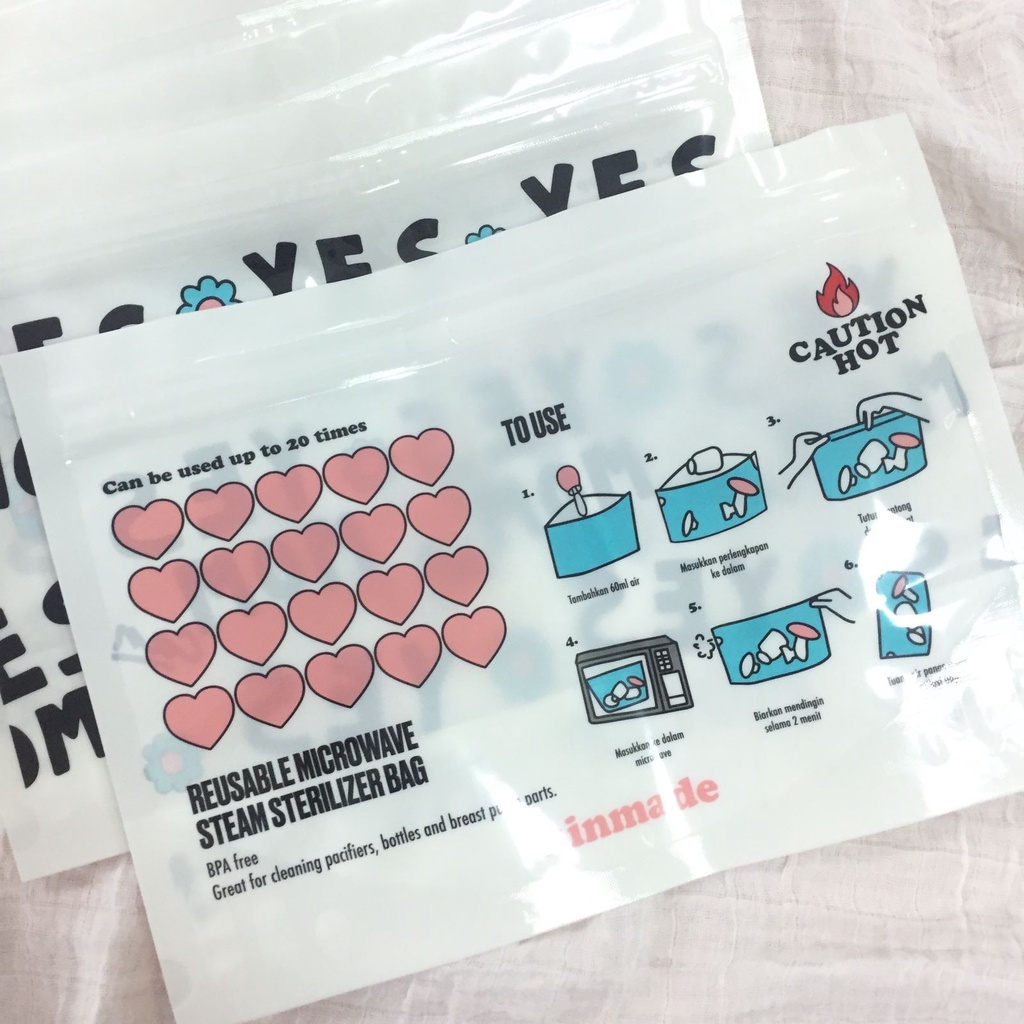 YES YES
CAUTION
HOT
Can be used up to 20 times
TO USE
1.
Tambahkan 60ml air
2.
Masukkan perlengkapan
ke dalam
3.
4.
Masukkan ke dalam
5.
Biarkan mendingin
selama 2 menit
6.
REUSABLE MICROWAVE
STEAM STERILIZER BAG
BPA free
Great for cleaning pacifiers, bottles and breast parts.
inmade